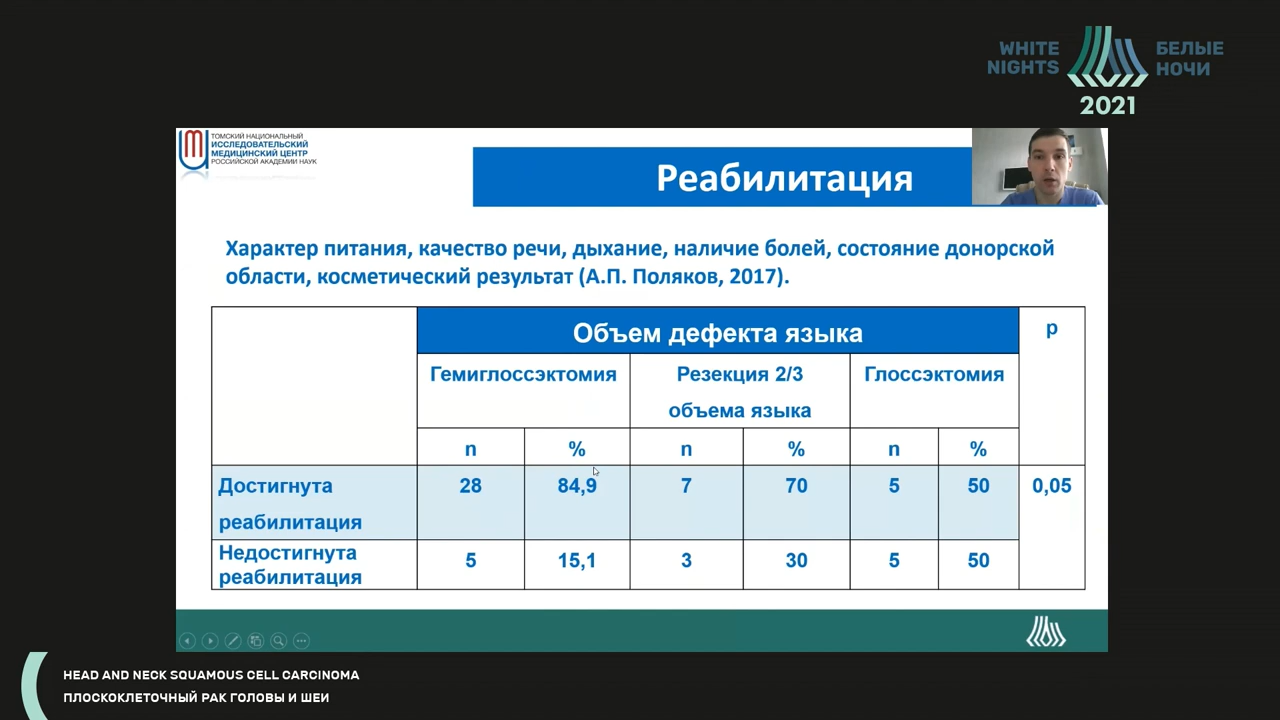 WHITE NIGHTS
БЕЛЫЕ НОЧИ
2021
ТОМСКИЙ НАЦИОНАЛЬНЫЙ
ИССЛЕДОВАТЕЛЬСКИЙ
МЕДИЦИНСКИЙ ЦЕНТР
РОССИЙСКОЙ АКАДЕМИИ НАУК
Реабилитация
Характер питания, качество речи, дыхание, наличие болей, состояние донорской
области, косметический результат (А.П. Поляков, 2017).
Объем дефекта языка
p
Гемиглоссэктомия
Резекция 2/3
объема языка
Глоссэктомия
n % n % n %
Достигнута
реабилитация
28 84,9 7 70 5 50 0,05
Недостигнута
реабилитация
5 15,1 3 30 5 50
HEAD AND NECK SQUAMOUS CELL CARCINOMA
ПЛОСКОКЛЕТОЧНЫЙ РАК ГОЛОВЫ И ШЕИ